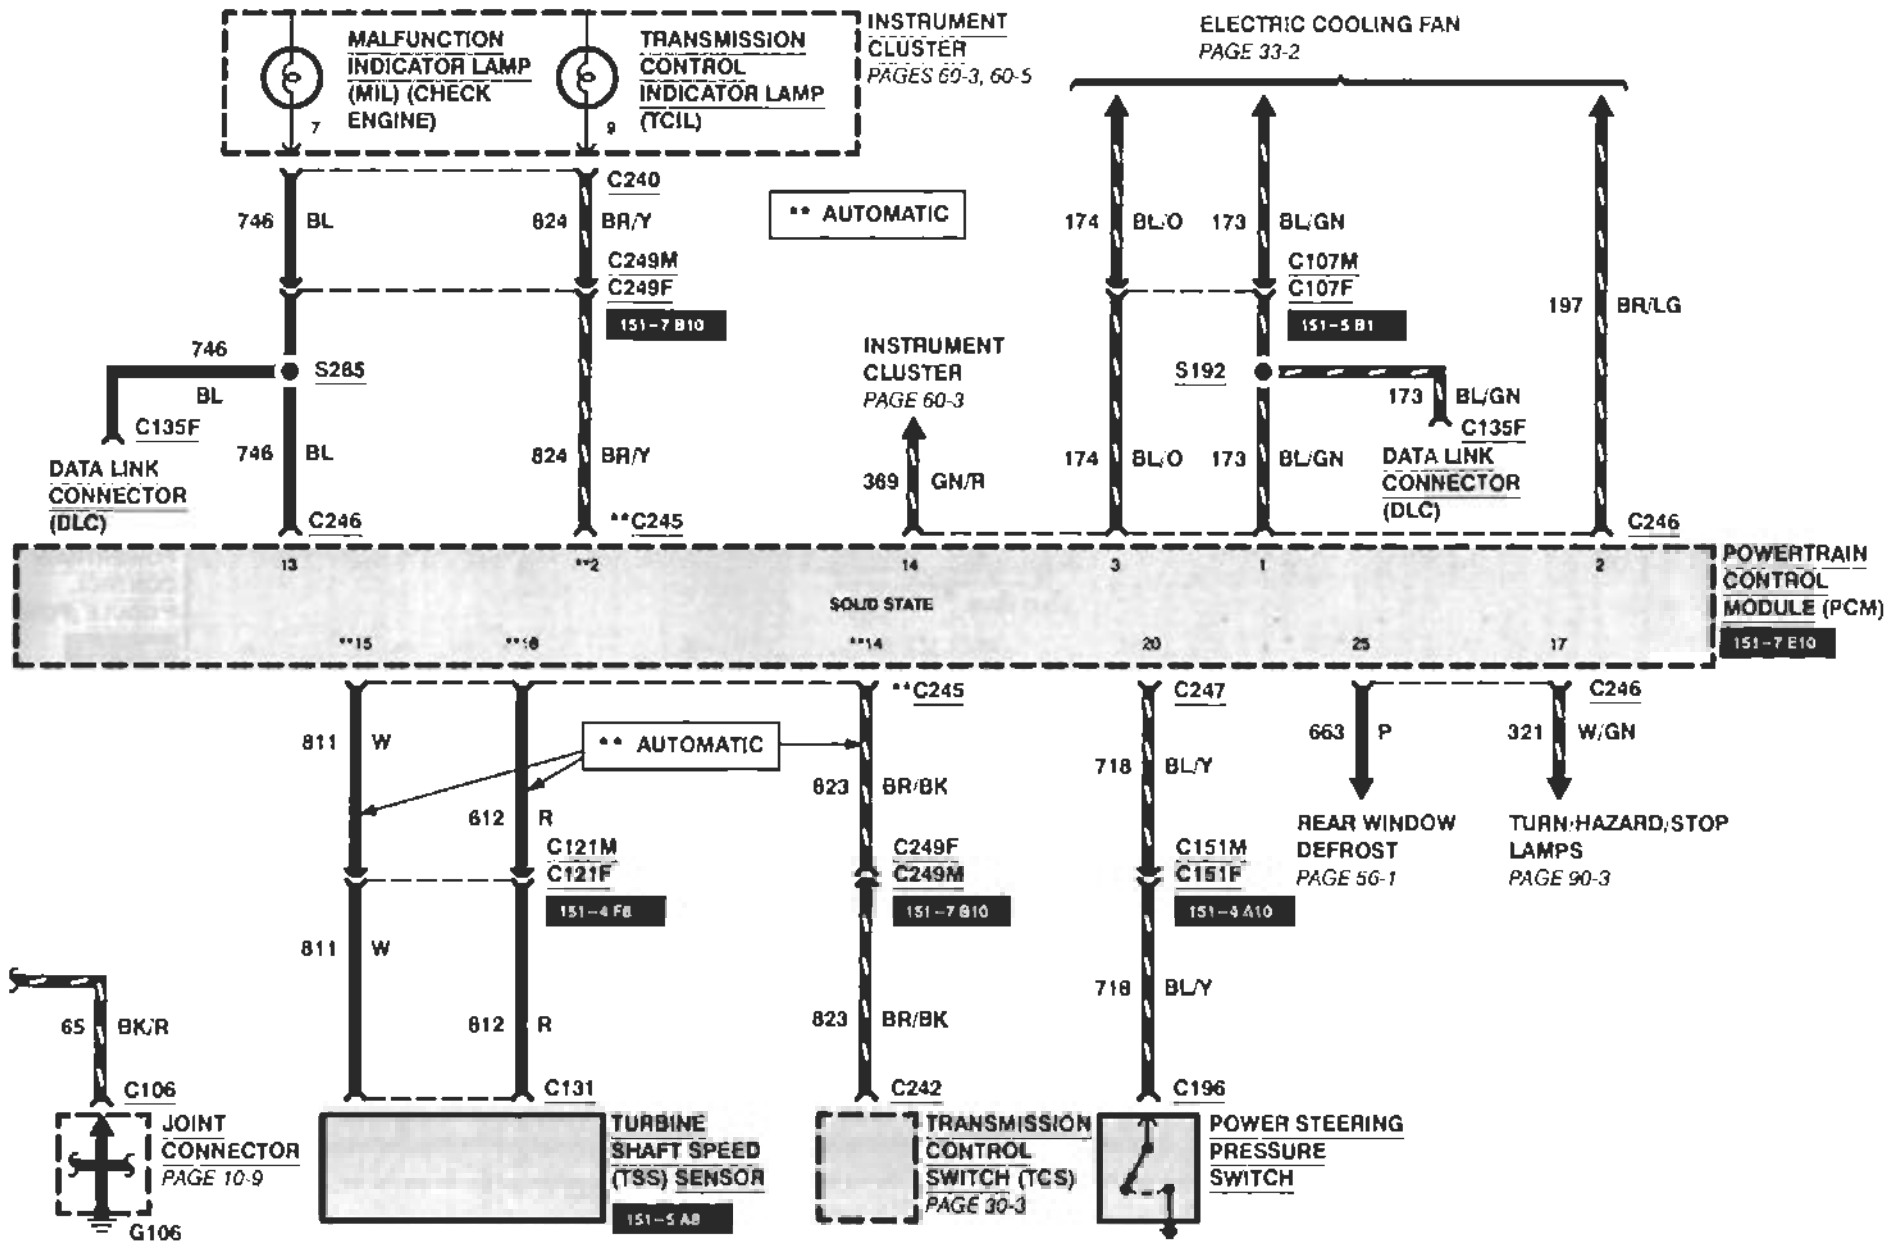 INSTRUMENT
CLUSTER
PAGES 60-3, 60-5
MALFUNCTION
INDICATOR LAMP
(MIL) (CHECK
ENGINE)
7
TRANSMISSION
CONTROL
INDICATOR LAMP
(TCIL)
9
ELECTRIC COOLING FAN
PAGE 33-2
C240
746 BL
824 BR/Y
** AUTOMATIC
174 BL/O
173 BL/GN
C249M
C249F
151-7 B10
C107M
C107F
151-5 B1
197 BR/LG
746
BL
S285
C135F
DATA LINK
CONNECTOR
(DLC)
746 BL
824 BR/Y
INSTRUMENT
CLUSTER
PAGE 60-3
369 GN/R
S192
173 BL/GN
C135F
DATA LINK
CONNECTOR
(DLC)
174 BL/O
173 BL/GN
C246
**C245
C246
13
**2
14
3
1
2
SOLID STATE
POWERTRAIN
CONTROL
MODULE (PCM)
151-7 E10
**15
**16
**14
20
25
17
**C245
C247
C246
811 W
** AUTOMATIC
612 R
823 BR/BK
718 BL/Y
663 P
321 W/GN
REAR WINDOW
DEFROST
PAGE 56-1
TURN/HAZARD/STOP
LAMPS
PAGE 90-3
C121M
C121F
151-4 F8
C249F
C249M
151-7 B10
C151M
C151F
151-4 A10
811 W
812 R
823 BR/BK
718 BL/Y
65 BK/R
C106
JOINT
CONNECTOR
PAGE 10-9
G106
C131
TURBINE
SHAFT SPEED
(TSS) SENSOR
151-5 A8
C242
TRANSMISSION
CONTROL
SWITCH (TCS)
PAGE 30-3
C196
POWER STEERING
PRESSURE
SWITCH